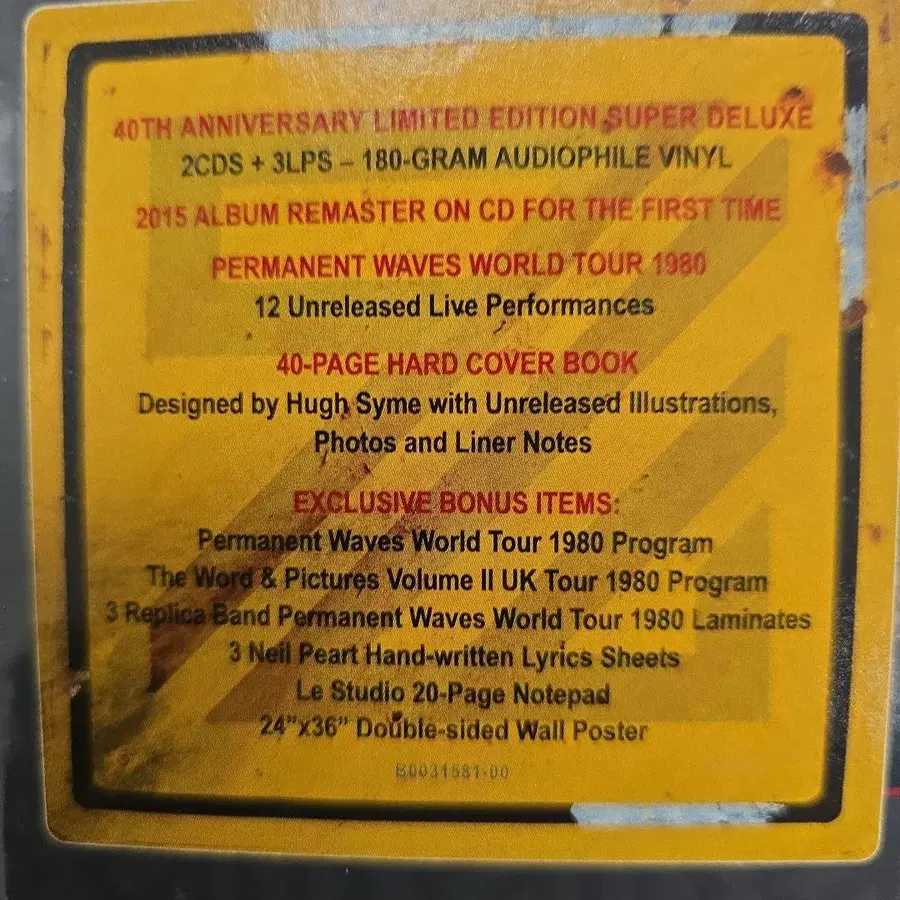 40TH ANNIVERSARY LIMITED EDITION SUPER DELUXE
2CDS + 3LPS – 180-GRAM AUDIOPHILE VINYL
2015 ALBUM REMASTER ON CD FOR THE FIRST TIME
PERMANENT WAVES WORLD TOUR 1980
12 Unreleased Live Performances
40-PAGE HARD COVER BOOK
Designed by Hugh Syme with Unreleased Illustrations,
Photos and Liner Notes
EXCLUSIVE BONUS ITEMS:
Permanent Waves World Tour 1980 Program
The Word & Pictures Volume II UK Tour 1980 Program
3 Replica Band Permanent Waves World Tour 1980 Laminates
3 Neil Peart Hand-written Lyrics Sheets
Le Studio 20-Page Notepad
24”x36” Double-sided Wall Poster
B0031581-00